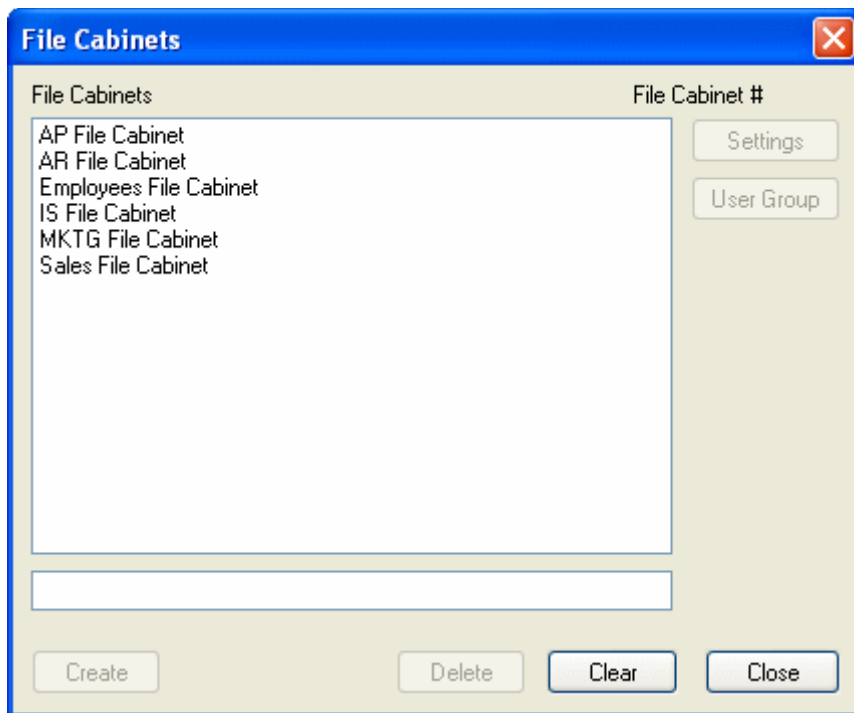 File Cabinets
File Cabinets File Cabinet #
AP File Cabinet
AR File Cabinet
Employees File Cabinet
IS File Cabinet
MKTG File Cabinet
Sales File Cabinet
Settings
User Group
Create Delete Clear Close